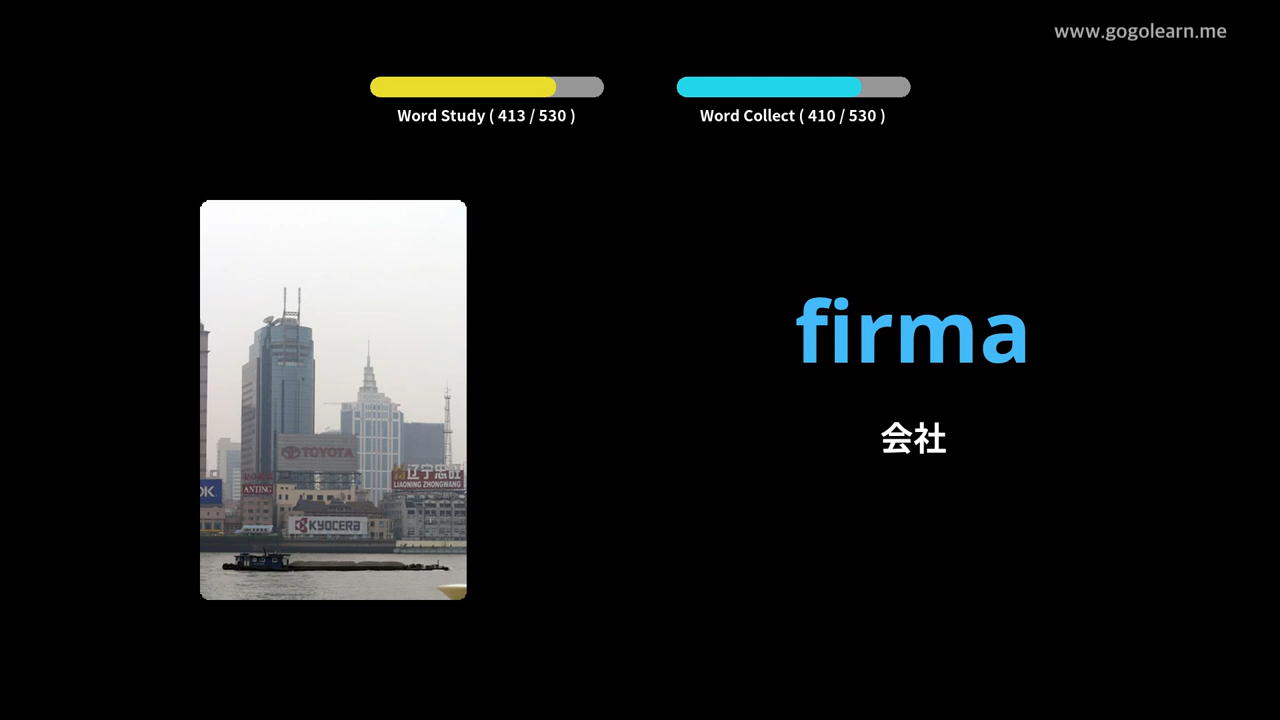 www.gogolearn.me
Word Study ( 413 / 530 )
Word Collect ( 410 / 530 )
firma
会社
TOYOTA
辽宁忠旺
LIAONING ZHONGWANG
ANTING
OK
KYOCERA